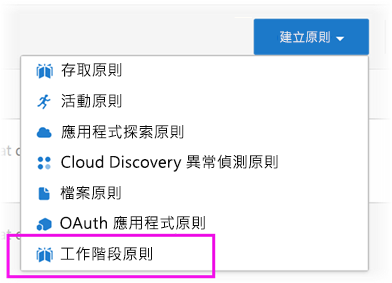 建立原則
存取原則
活動原則
應用程式探索原則
Cloud Discovery 異常偵測原則
檔案原則
OAuth 應用程式原則
工作階段原則